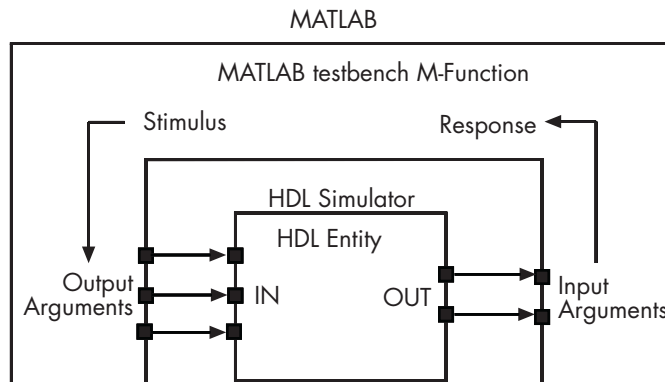 MATLAB
MATLAB testbench M-Function
Stimulus
Response
HDL Simulator
HDL Entity
Output
Arguments
IN
OUT
Input
Arguments